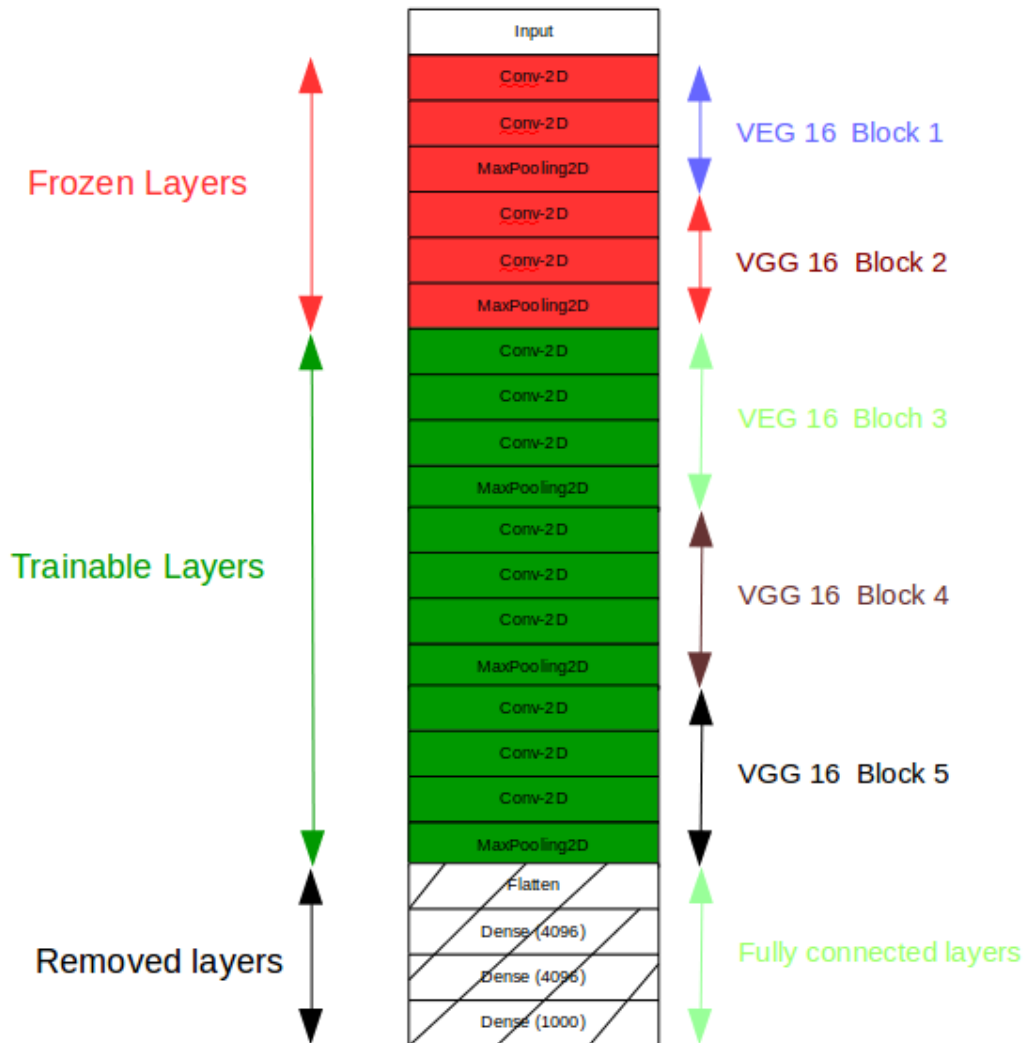 Input
Conv-2D
Conv-2D
MaxPooling2D
Conv-2D
Conv-2D
MaxPooling2D
Conv-2D
Conv-2D
Conv-2D
MaxPooling2D
Conv-2D
Conv-2D
Conv-2D
MaxPooling2D
Conv-2D
Conv-2D
Conv-2D
MaxPooling2D
Flatten
Dense (4096)
Dense (4096)
Dense (1000)
Frozen Layers
Trainable Layers
Removed layers
VEG 16 Block 1
VGG 16 Block 2
VEG 16 Bloch 3
VGG 16 Block 4
VGG 16 Block 5
Fully connected layers